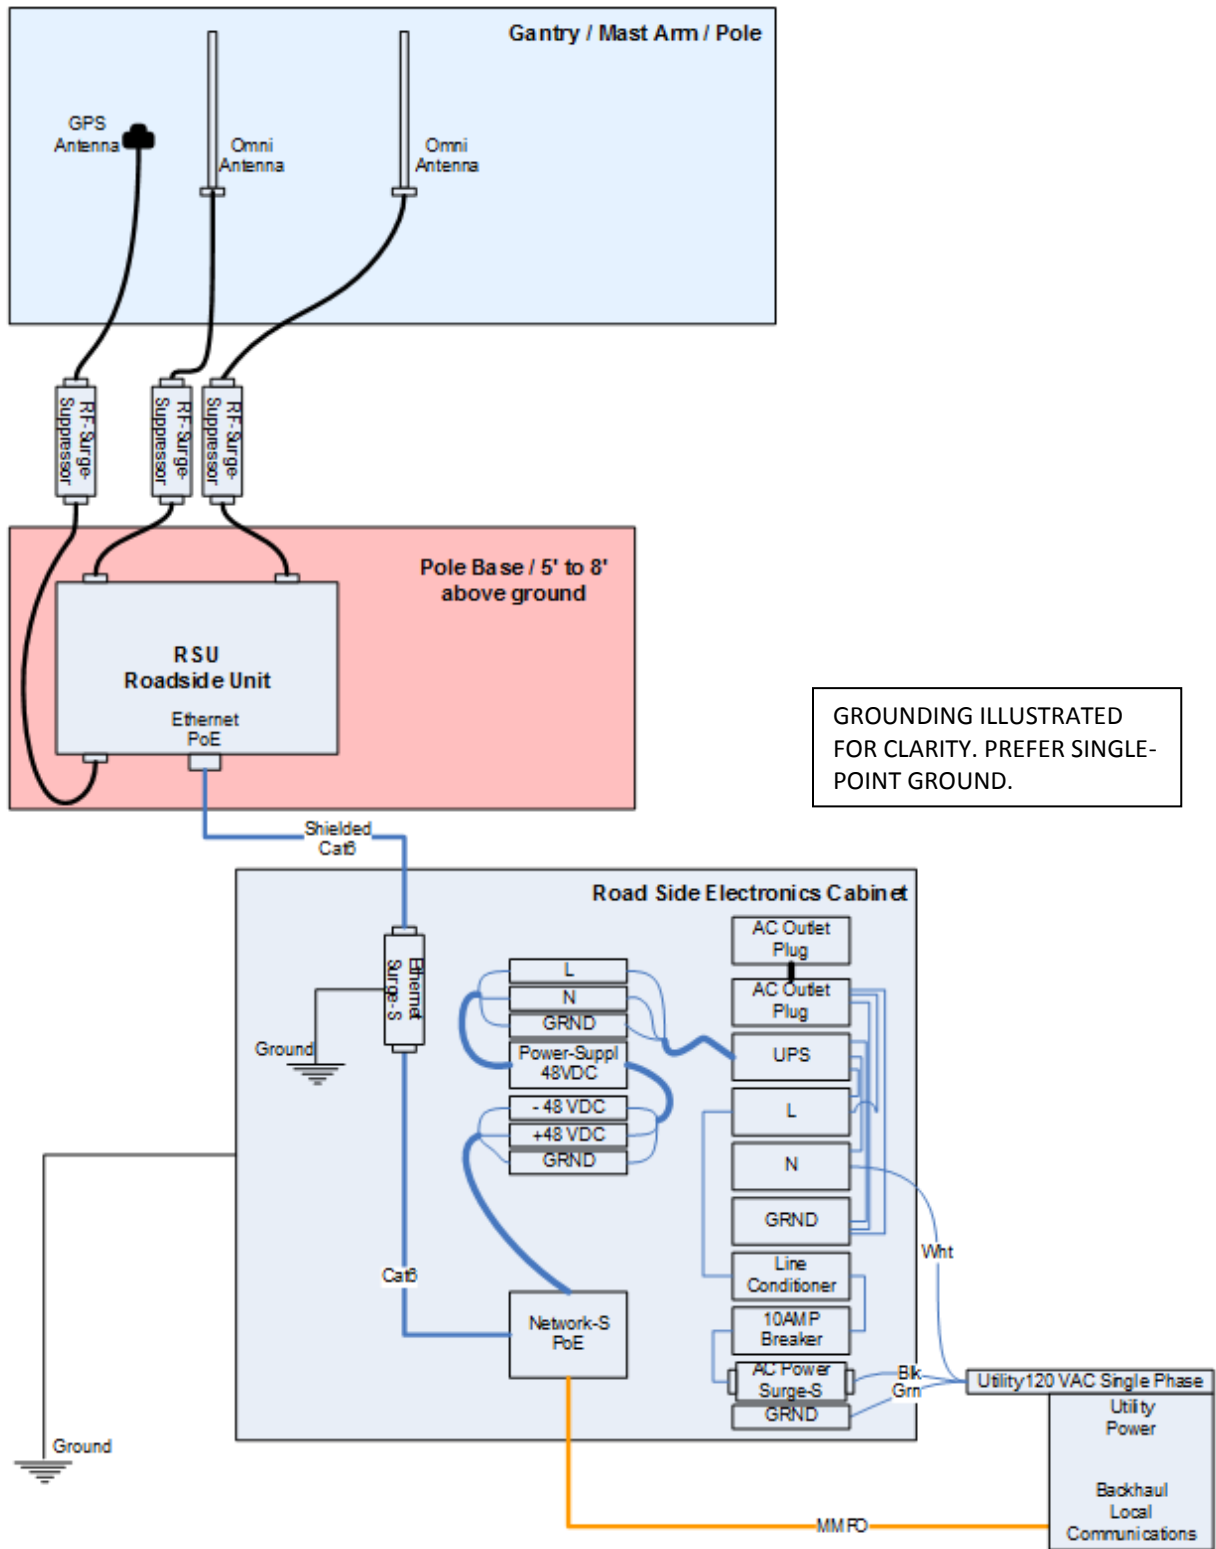 Gantry / Mast Arm / Pole
GPS
Antenna
Omni
Antenna
Omni
Antenna
RF-Surge-
Suppressor
RF-Surge-
Suppressor
RF-Surge-
Suppressor
Pole Base / 5' to 8'
above ground
RSU
Roadside Unit
Ethernet
PoE
GROUNDING ILLUSTRATED
FOR CLARITY. PREFER SINGLE-
POINT GROUND.
Shielded
Cat6
Road Side Electronics Cabinet
Ethernet
Surge-S
Ground
L
N
GRND
Power-Suppl
48VDC
- 48 VDC
+48 VDC
GRND
AC Outlet
Plug
AC Outlet
Plug
UPS
L
N
GRND
Line
Conditioner
10AMP
Breaker
AC Power
Surge-S
GRND
Wht
Blk
Grn
Cat6
Network-S
PoE
Utility 120 VAC Single Phase
Utility
Power
Backhaul
Local
Communications
Ground
MMFO